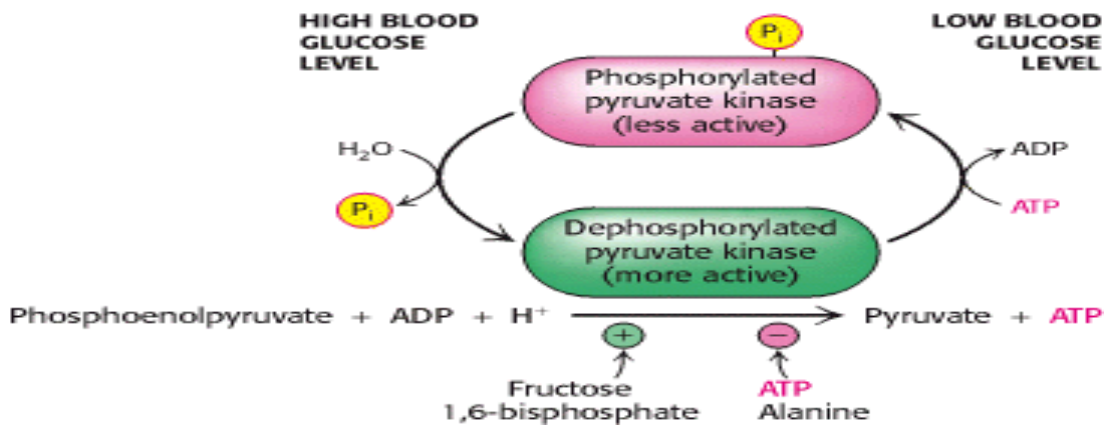 HIGH BLOOD
GLUCOSE
LEVEL
Pi
LOW BLOOD
GLUCOSE
LEVEL
Phosphorylated
pyruvate kinase
(less active)
H₂O
Pi
ADP
ATP
Dephosphorylated
pyruvate kinase
(more active)
Phosphoenolpyruvate + ADP + H⁺
Pyruvate + ATP
+
−
Fructose
1,6-bisphosphate
ATP
Alanine